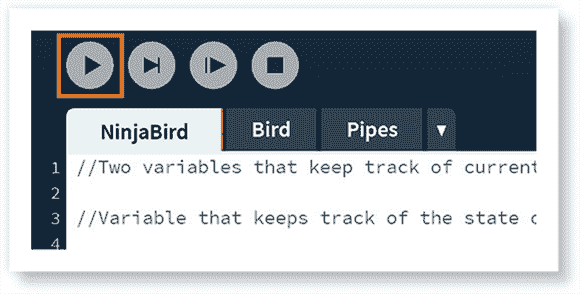 NinjaBird Bird Pipes
1 //Two variables that keep track of current
2
3 //Variable that keeps track of the state
4